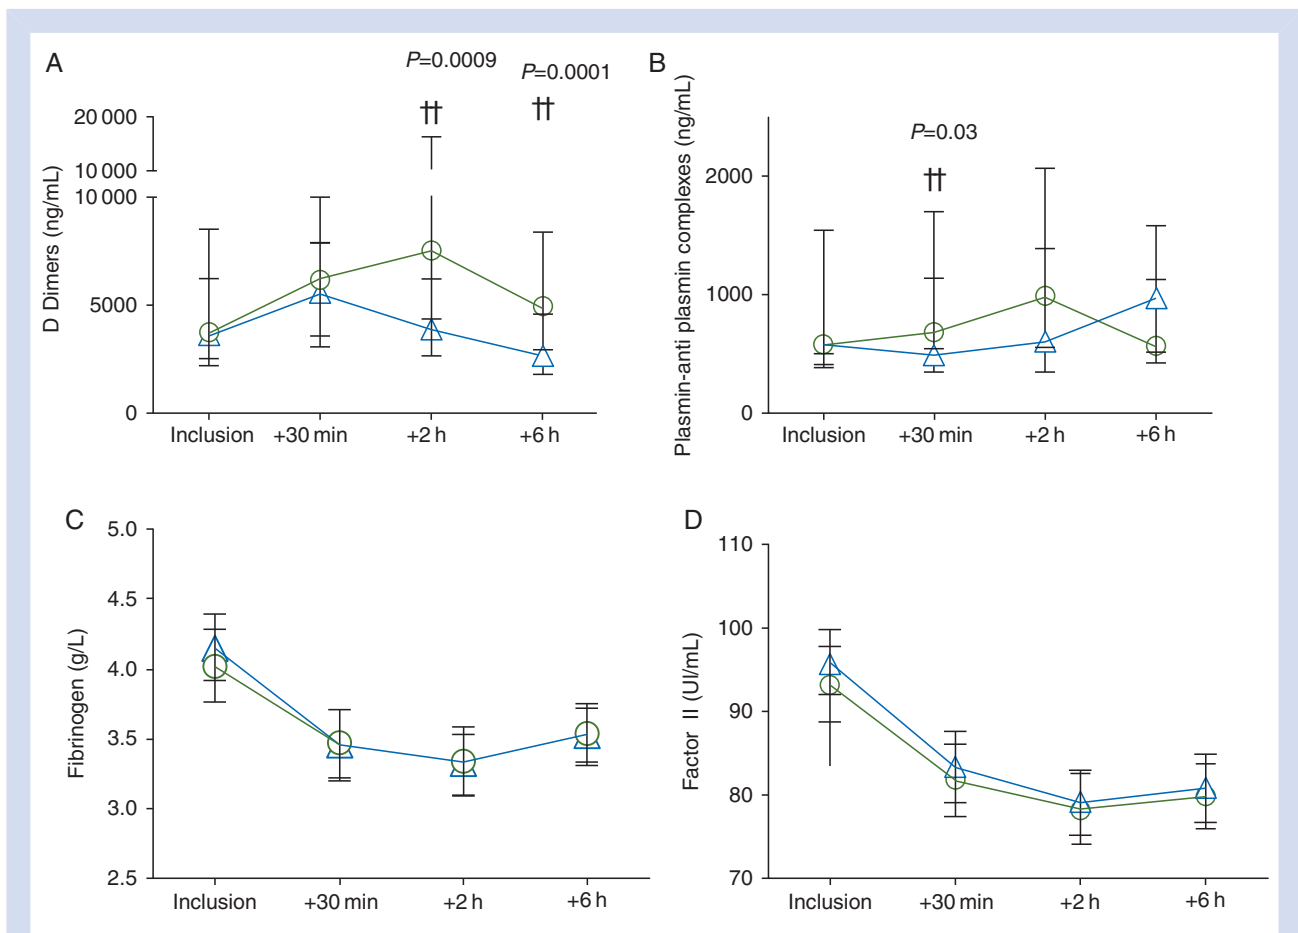 A
P=0.0009
P=0.0001
††
††
D Dimers (ng/mL)
20 000
10 000
10 000
5000
0
Inclusion
+30 min
+2 h
+6 h
B
P=0.03
††
Plasmin-anti plasmin complexes (ng/mL)
2000
1000
0
Inclusion
+30 min
+2 h
+6 h
C
Fibrinogen (g/L)
5.0
4.5
4.0
3.5
3.0
2.5
Inclusion
+30 min
+2 h
+6 h
D
Factor II (UI/mL)
110
100
90
80
70
Inclusion
+30 min
+2 h
+6 h